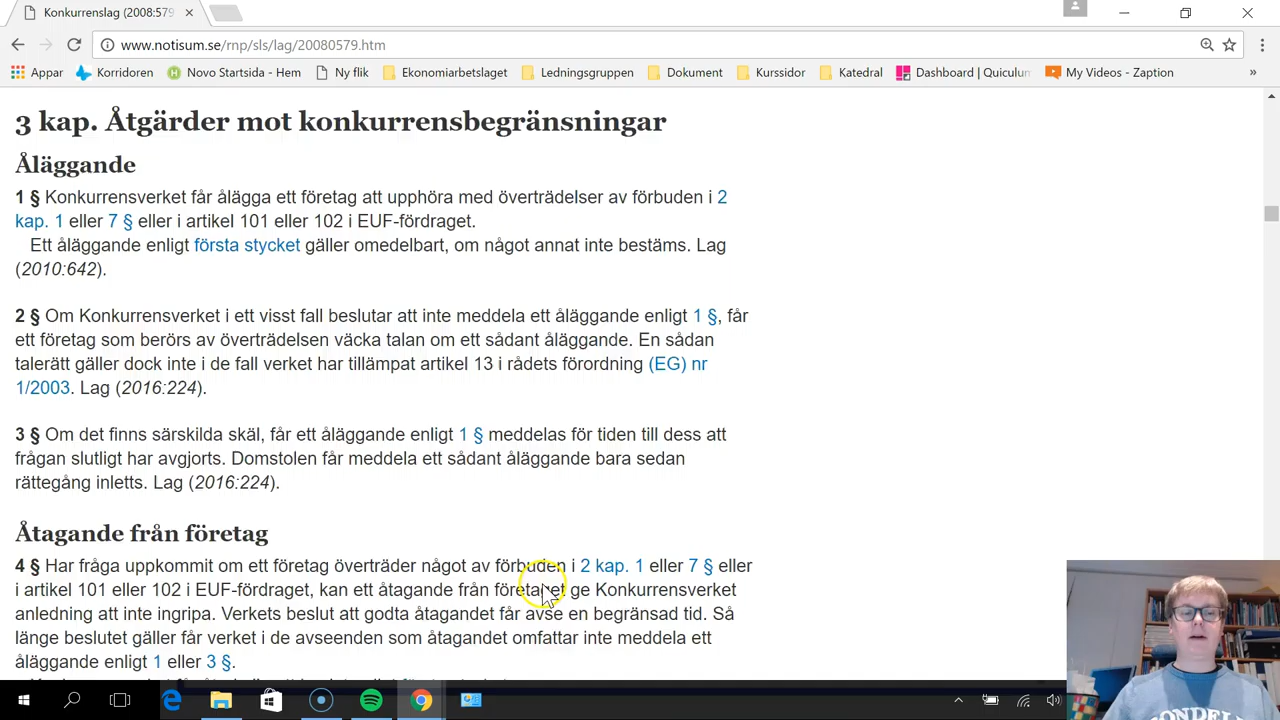 Konkurrenslag (2008:579
www.notisum.se/rnp/sls/lag/20080579.htm
Appar Korridoren Novo Startsida - Hem Ny flik Ekonomiarbetslaget Ledningsgruppen Dokument Kurssidor Katedral Dashboard | Quiculum My Videos - Zaption »
3 kap. Åtgärder mot konkurrensbegränsningar
Åläggande
1 § Konkurrensverket får ålägga ett företag att upphöra med överträdelser av förbuden i 2
kap. 1 eller 7 § eller i artikel 101 eller 102 i EUF-fördraget.
Ett åläggande enligt första stycket gäller omedelbart, om något annat inte bestäms. Lag
(2010:642).
2 § Om Konkurrensverket i ett visst fall beslutar att inte meddela ett åläggande enligt 1 §, får
ett företag som berörs av överträdelsen väcka talan om ett sådant åläggande. En sådan
talerätt gäller dock inte i de fall verket har tillämpat artikel 13 i rådets förordning (EG) nr
1/2003. Lag (2016:224).
3 § Om det finns särskilda skäl, får ett åläggande enligt 1 § meddelas för tiden till dess att
frågan slutligt har avgjorts. Domstolen får meddela ett sådant åläggande bara sedan
rättegång inletts. Lag (2016:224).
Åtagande från företag
4 § Har fråga uppkommit om ett företag överträder något av förbuden i 2 kap. 1 eller 7 § eller
i artikel 101 eller 102 i EUF-fördraget, kan ett åtagande från företaget ge Konkurrensverket
anledning att inte ingripa. Verkets beslut att godta åtagandet får avse en begränsad tid. Så
länge beslutet gäller får verket i de avseenden som åtagandet omfattar inte meddela ett
åläggande enligt 1 eller 3 §.